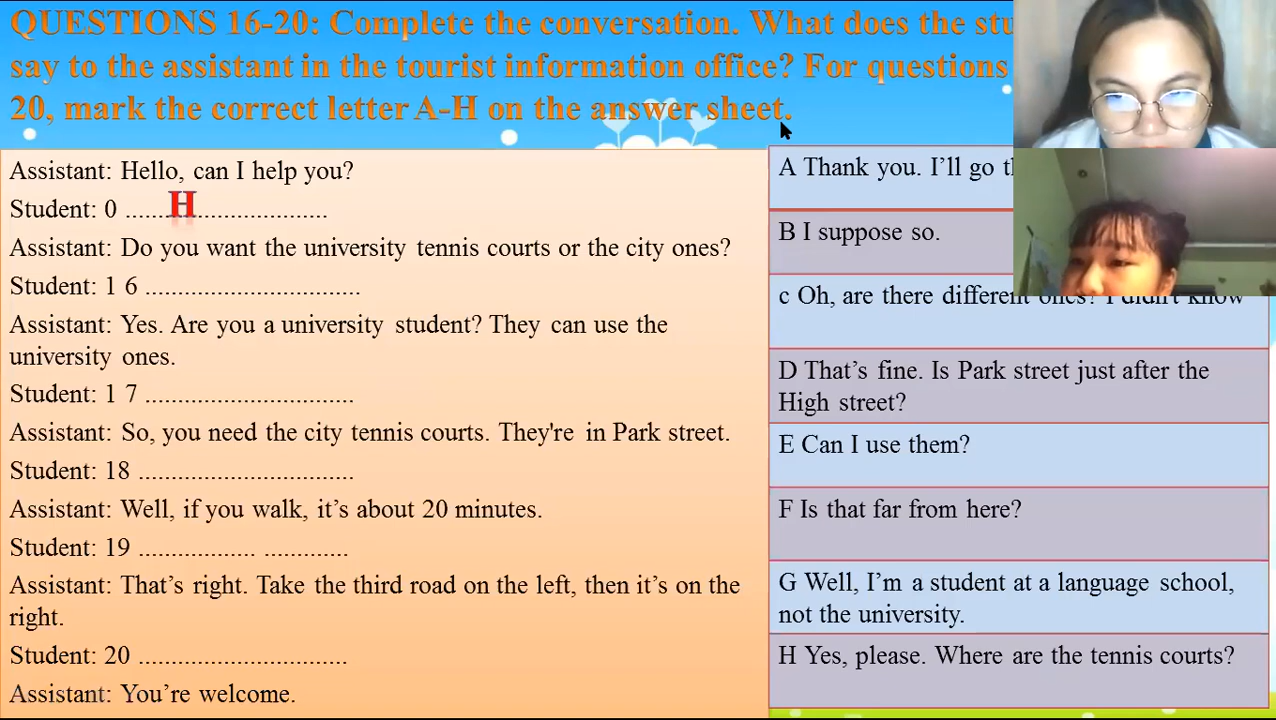 QUESTIONS 16-20: Complete the conversation. What does the
say to the assistant in the tourist information office? For questions
20, mark the correct letter A-H on the answer sheet.
Assistant: Hello, can I help you?
Student: 0 ......H............................
Assistant: Do you want the university tennis courts or the city ones?
Student: 1 6 .................................
Assistant: Yes. Are you a university student? They can use the
university ones.
Student: 1 7 ................................
Assistant: So, you need the city tennis courts. They're in Park street.
Student: 18 .................................
Assistant: Well, if you walk, it's about 20 minutes.
Student: 19 .................. .............
Assistant: That's right. Take the third road on the left, then it's on the
right.
Student: 20 ................................
Assistant: You're welcome.
A Thank you. I'll go
B I suppose so.
c Oh, are there different ones? I didn't know
D That's fine. Is Park street just after the
High street?
E Can I use them?
F Is that far from here?
G Well, I'm a student at a language school,
not the university.
H Yes, please. Where are the tennis courts?